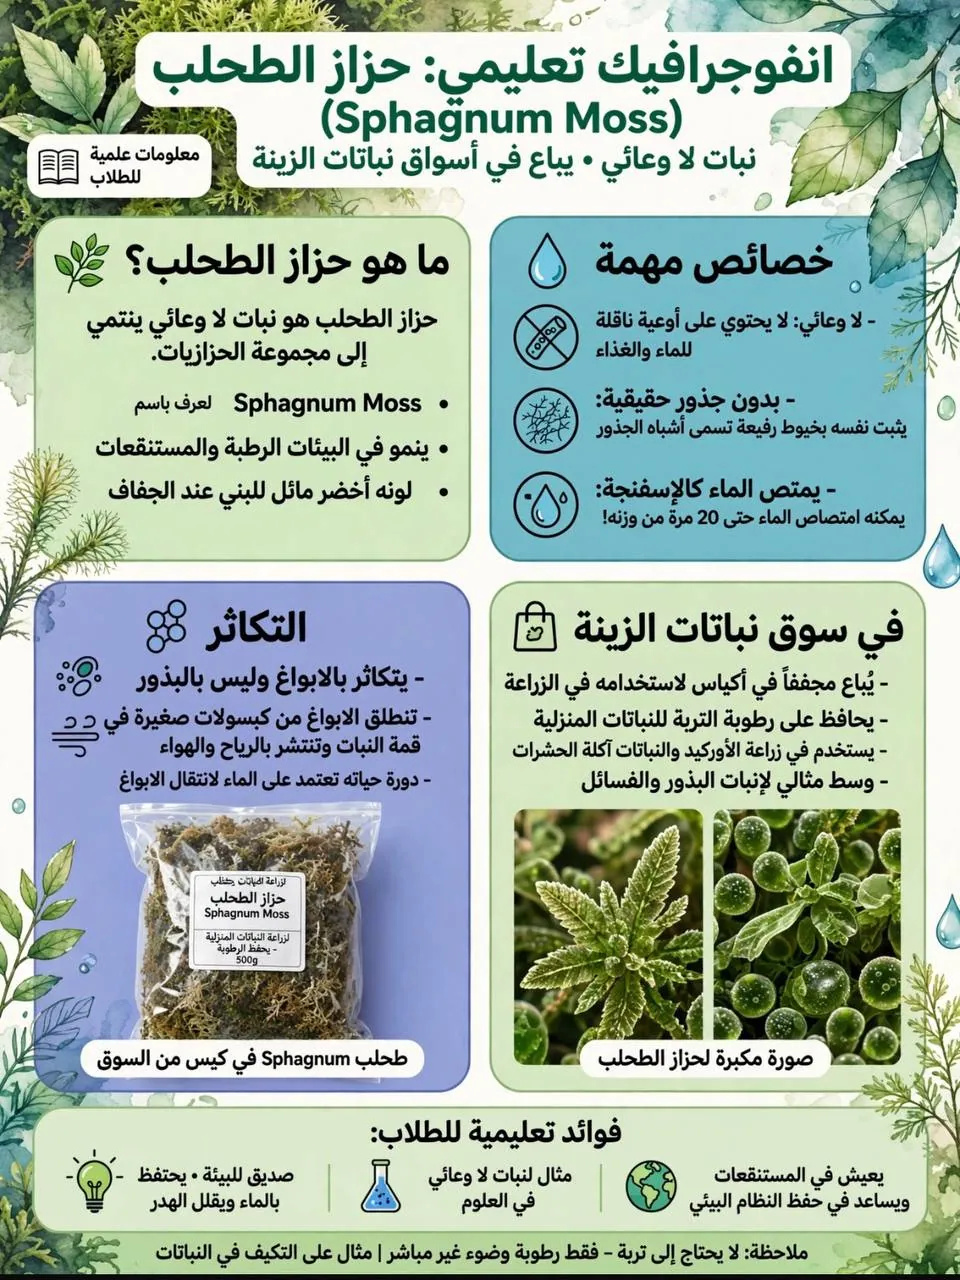 انفوجرافيك تعليمي: حزاز الطحلب
(Sphagnum Moss)
نبات لا وعائي • يباع في أسواق نباتات الزينة
معلومات علمية
للطلاب
خصائص مهمة
- لا وعائي: لا يحتوي على أوعية ناقلة
للماء والغذاء
- بدون جذور حقيقية:
يثبت نفسه بخيوط رفيعة تسمى أشباه الجذور
- يمتص الماء كالإسفنجة:
يمكنه امتصاص الماء حتى 20 مرة من وزنه!
ما هو حزاز الطحلب؟
حزاز الطحلب هو نبات لا وعائي ينتمي
إلى مجموعة الحزازيات.
• Sphagnum Moss لعرف باسم
• ينمو في البيئات الرطبة والمستنقعات
• لونه أخضر مائل للبني عند الجفاف
في سوق نباتات الزينة
- يُباع مجففاً في أكياس لاستخدامه في الزراعة
- يحافظ على رطوبة التربة للنباتات المنزلية
- يستخدم في زراعة الأوركيد والنباتات آكلة الحشرات
- وسط مثالي لإنبات البذور والفسائل
صورة مكبرة لحزاز الطحلب
التكاثر
- يتكاثر بالابواغ وليس بالبذور
- تنطلق الابواغ من كبسولات صغيرة في
قمة النبات وتنتشر بالرياح والهواء
- دورة حياته تعتمد على الماء لانتقال الابواغ
حزاز الطحلب
Sphagnum Moss
لزراعة النباتات المنزلية
- يحفظ الرطوبة
500g
طحلب Sphagnum في كيس من السوق
فوائد تعليمية للطلاب:
يعيش في المستنقعات
ويساعد في حفظ النظام البيئي
مثال لنبات لا وعائي
في العلوم
صديق للبيئة • يحتفظ
بالماء ويقلل الهدر
ملاحظة: لا يحتاج إلى تربة – فقط رطوبة وضوء غير مباشر | مثال على التكيف في النباتات